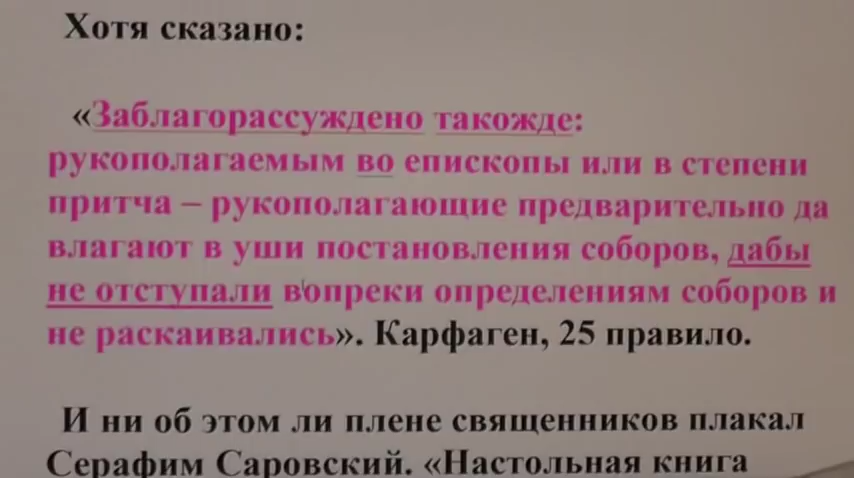 Хотя сказано:
«Заблагорассуждено такожде:
рукополагаемым во епископы или в степени
притча – рукополагающие предварительно да
влагают в уши постановления соборов, дабы
не отступали вопреки определениям соборов и
не раскаивались». Карфаген, 25 правило.
И ни об этом ли плене священников плакал
Серафим Саровский. «Настольная книга